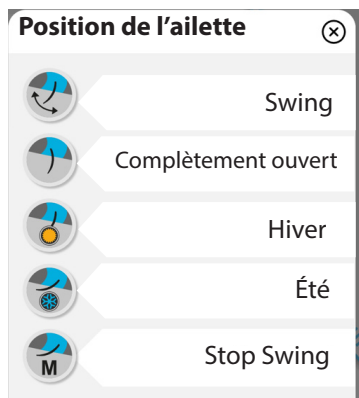 Position de l'ailette
Swing
Complètement ouvert
Hiver
Été
M
Stop Swing